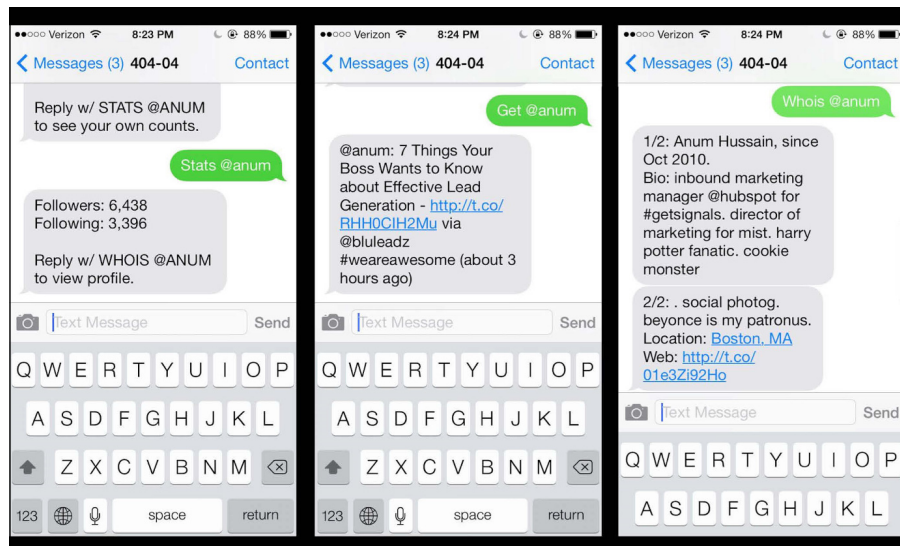 Verizon 8:23 PM 88%
Messages (3) 404-04 Contact
Reply w/ STATS @ANUM
to see your own counts.
Stats @anum
Followers: 6,438
Following: 3,396
Reply w/ WHOIS @ANUM
to view profile.
Text Message Send
Q W E R T Y U I O P
A S D F G H J K L
Z X C V B N M
123 space return
Verizon 8:24 PM 88%
Messages (3) 404-04 Contact
Get @anum
@anum: 7 Things Your
Boss Wants to Know
about Effective Lead
Generation - http://t.co/
RHH0CIH2Mu via
@bluleadz
#weareawesome (about 3
hours ago)
Text Message Send
Q W E R T Y U I O P
A S D F G H J K L
Z X C V B N M
123 space return
Verizon 8:24 PM 88%
Messages (3) 404-04 Contact
Whois @anum
1/2: Anum Hussain, since
Oct 2010.
Bio: inbound marketing
manager @hubspot for
#getsignals. director of
marketing for mist. harry
potter fanatic. cookie
monster
2/2: . social photog.
beyonce is my patronus.
Location: Boston, MA
Web: http://t.co/
01e3Zi92Ho
Text Message Send
Q W E R T Y U I O P
A S D F G H J K L